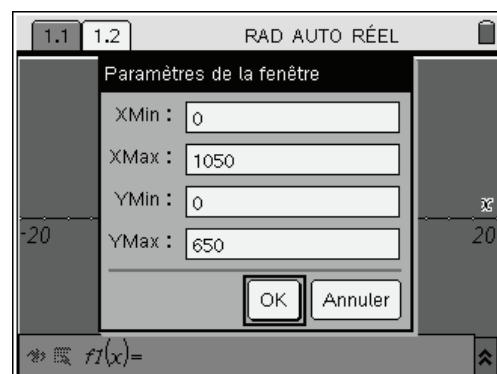 1.1 1.2 RAD AUTO RÉEL
Paramètres de la fenêtre
XMin : 0
XMax : 1050
YMin : 0
YMax : 650
x
-20 20
OK Annuler
f1(x)=